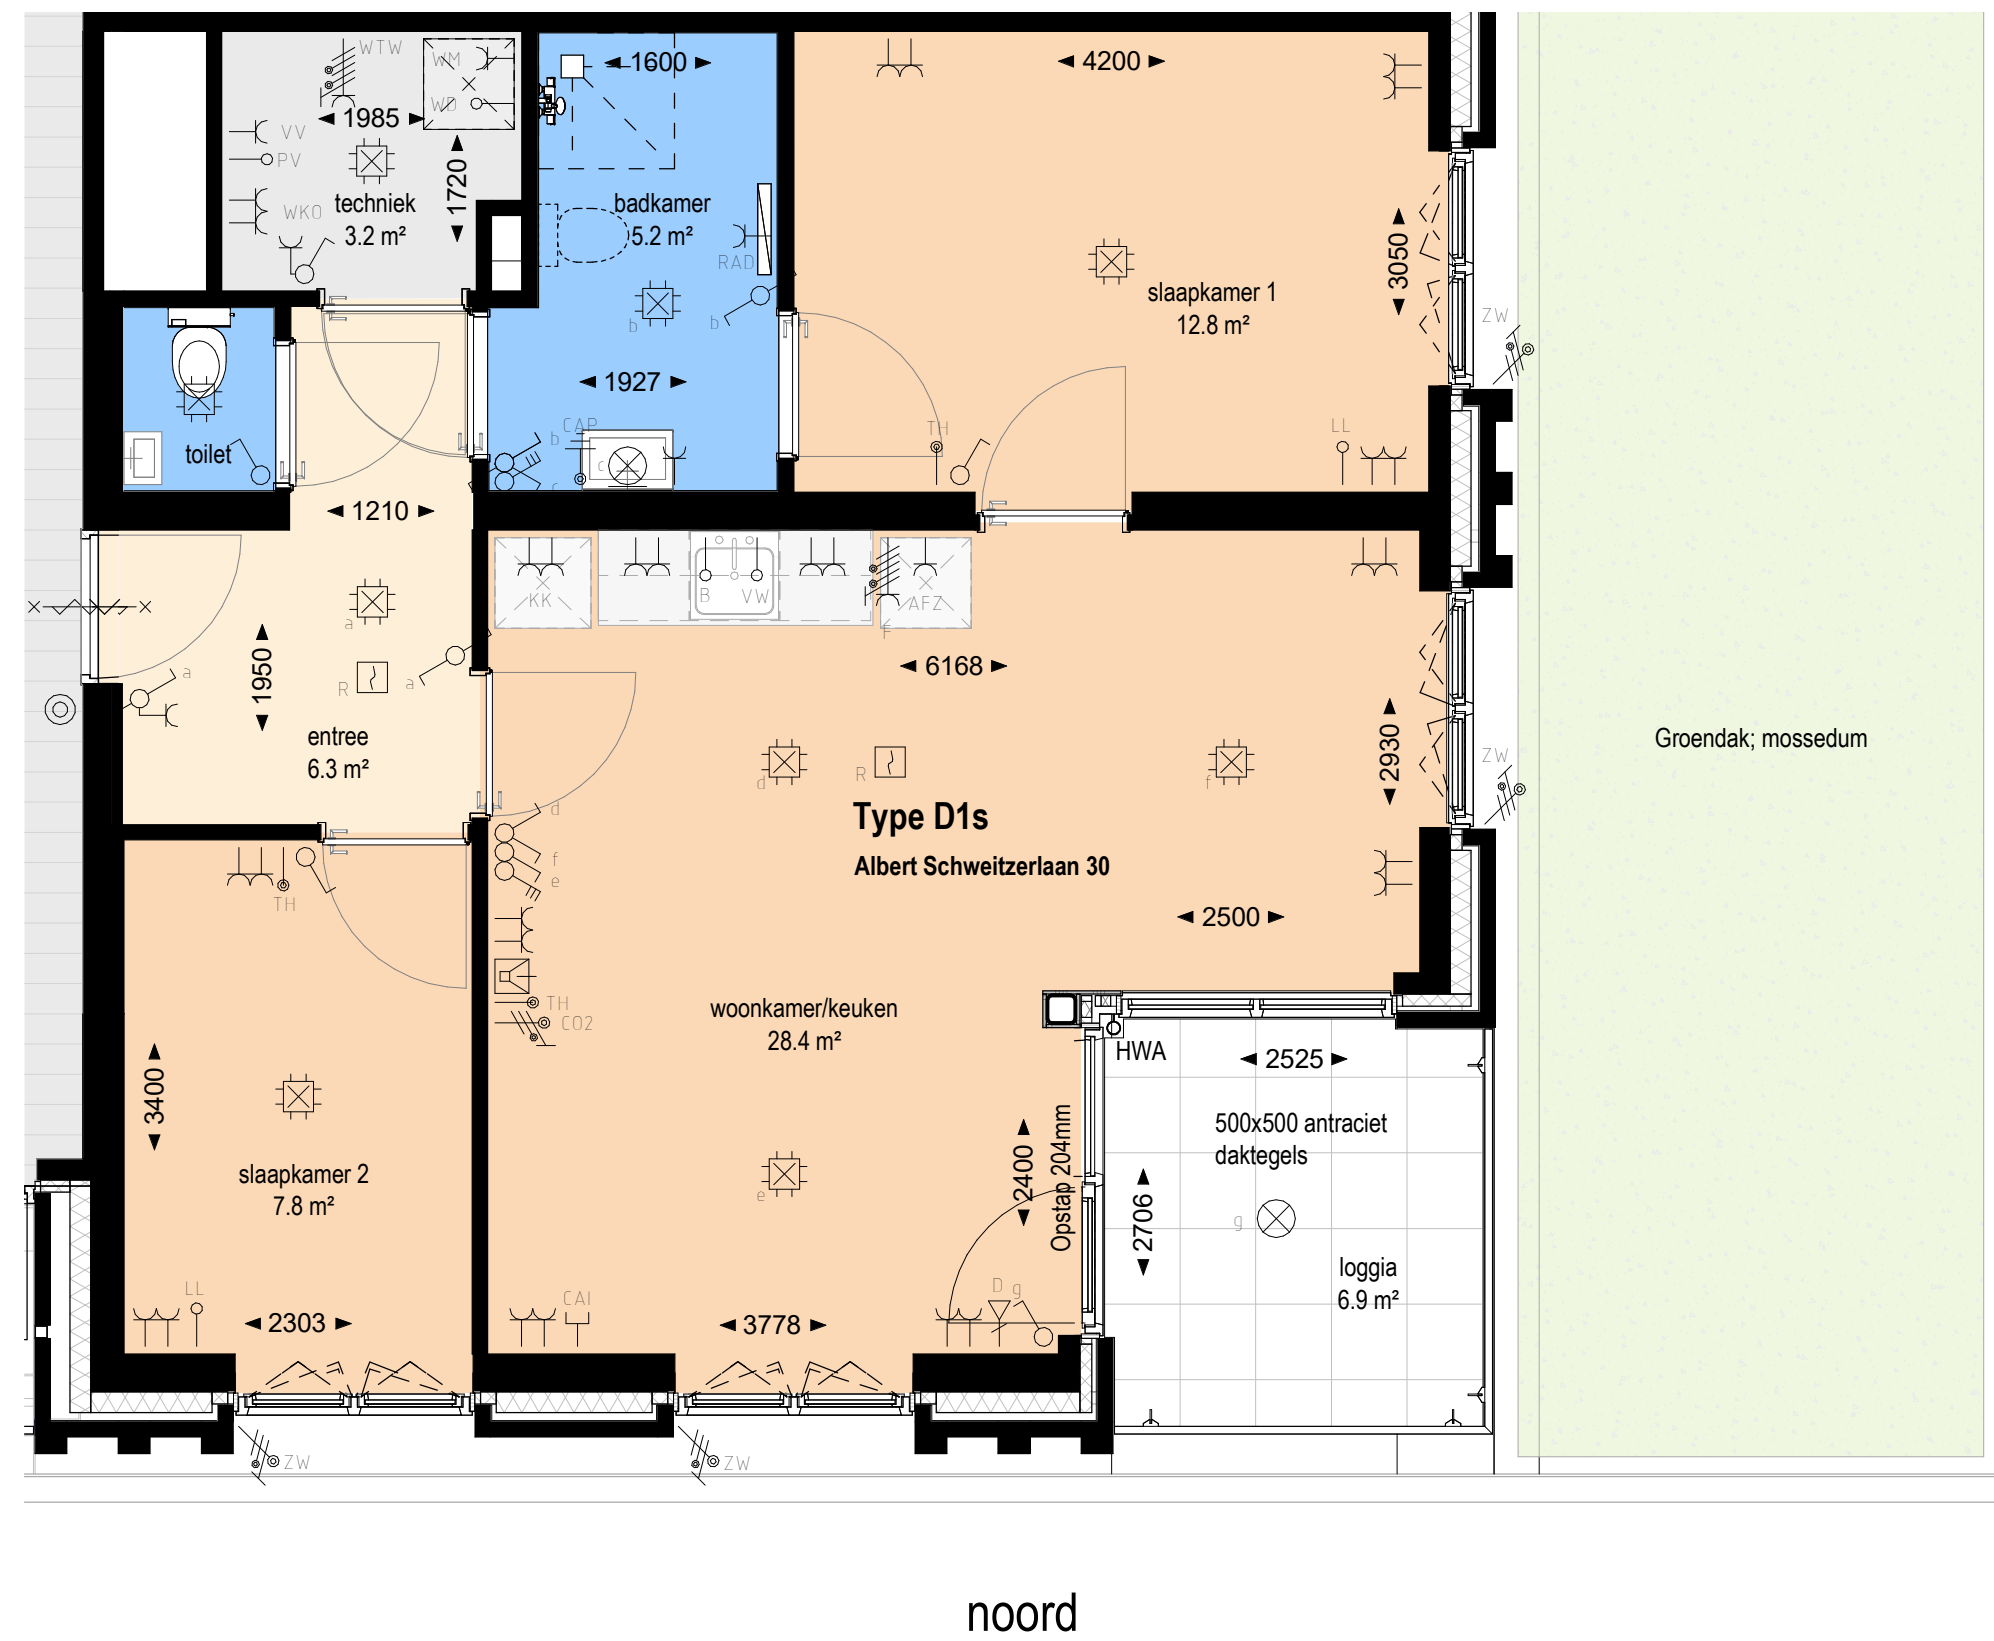 WTW
WM
1600
4200
WD
1985
VV
PV
1720
techniek
3.2 m²
WKO
badkamer
5.2 m²
RAD
b
b
3050
slaapkamer 1
12.8 m²
ZW
1927
CAP
b
c
c
TH
LL
toilet
1210
KK
B
VW
AFZ
F
a
a
a
R
1950
entree
6.3 m²
6168
2930
ZW
d
R
f
Type D1s
Albert Schweitzerlaan 30
Groendak; mossedum
d
f
e
TH
2500
TH
CO2
woonkamer/keuken
28.4 m²
HWA
2525
3400
500x500 antraciet
daktegels
2400
Opstap 204mm
2706
slaapkamer 2
7.8 m²
e
g
loggia
6.9 m²
LL
2303
CAI
3778
D
g
ZW
ZW
noord